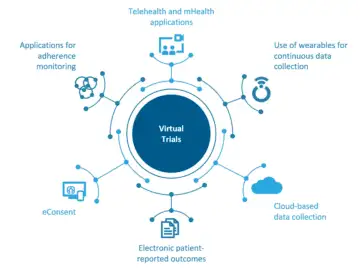 Telehealth and mHealth
applications
Applications for
adherence
monitoring
Use of wearables for
continuous data
collection
Virtual
Trials
eConsent
Cloud-based
data collection
Electronic patient-
reported outcomes